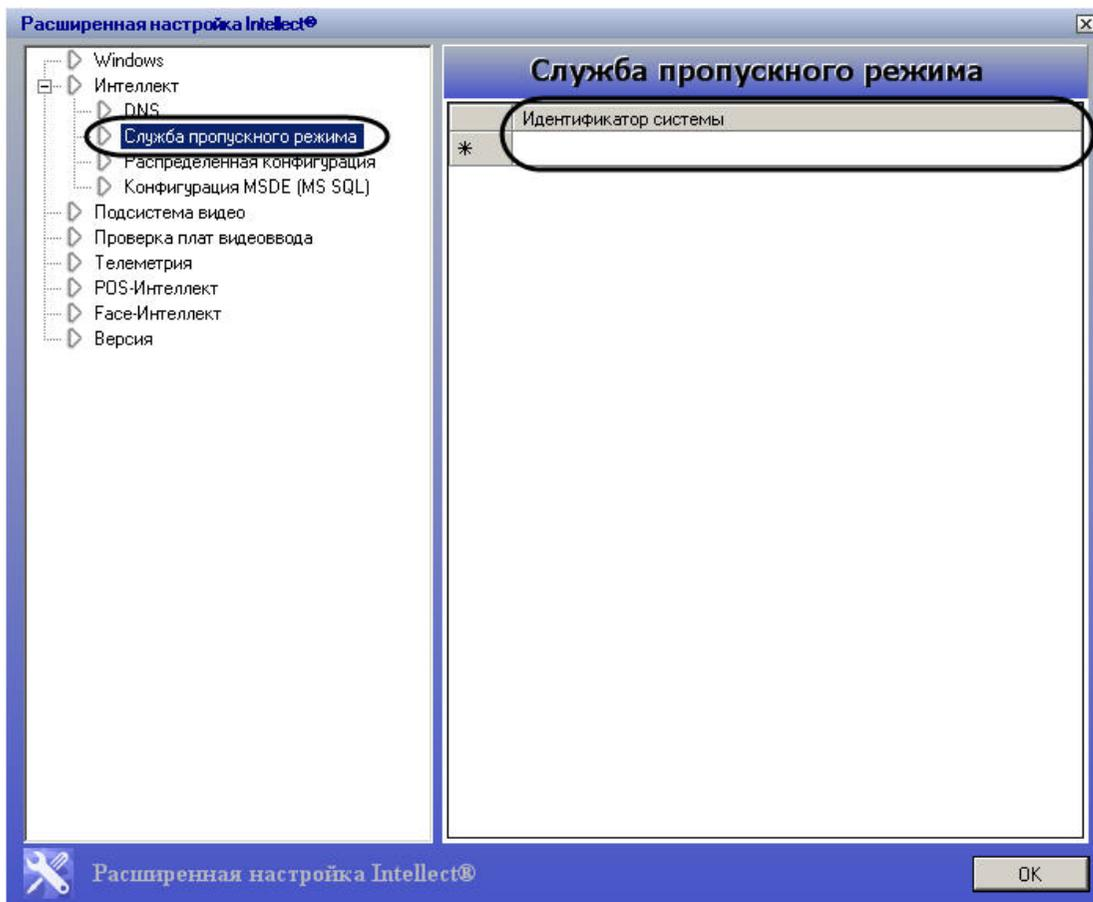 Расширенная настройка Intellect®
Windows
Интеллект
DNS
Служба пропускного режима
Распределенная конфигурация
Конфигурация MSDE (MS SQL)
Подсистема видео
Проверка плат видеоввода
Телеметрия
POS-Интеллект
Face-Интеллект
Версия
Служба пропускного режима
Идентификатор системы
Расширенная настройка Intellect®
OK